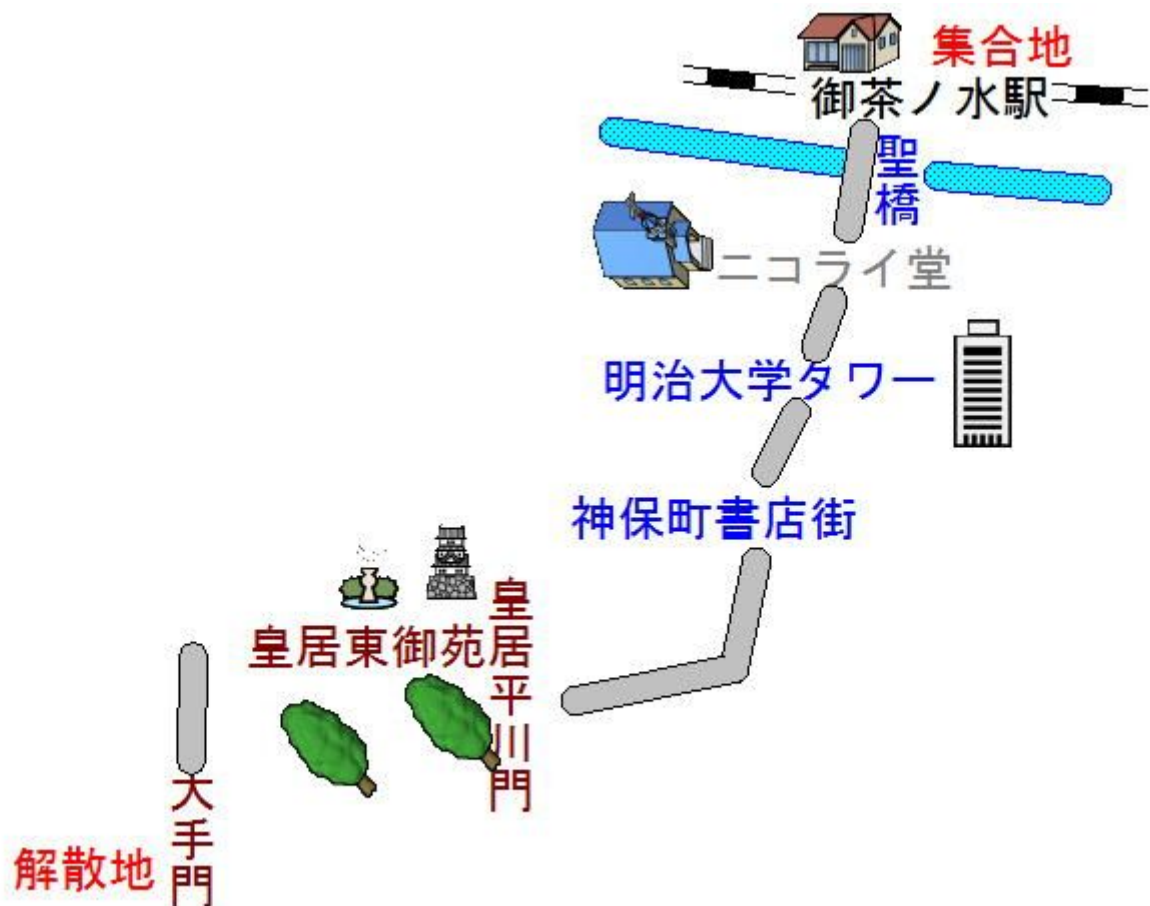 集合地
御茶ノ水駅
聖橋
ニコライ堂
明治大学タワー
神保町書店街
皇居平川門
皇居東御苑
大手門
解散地